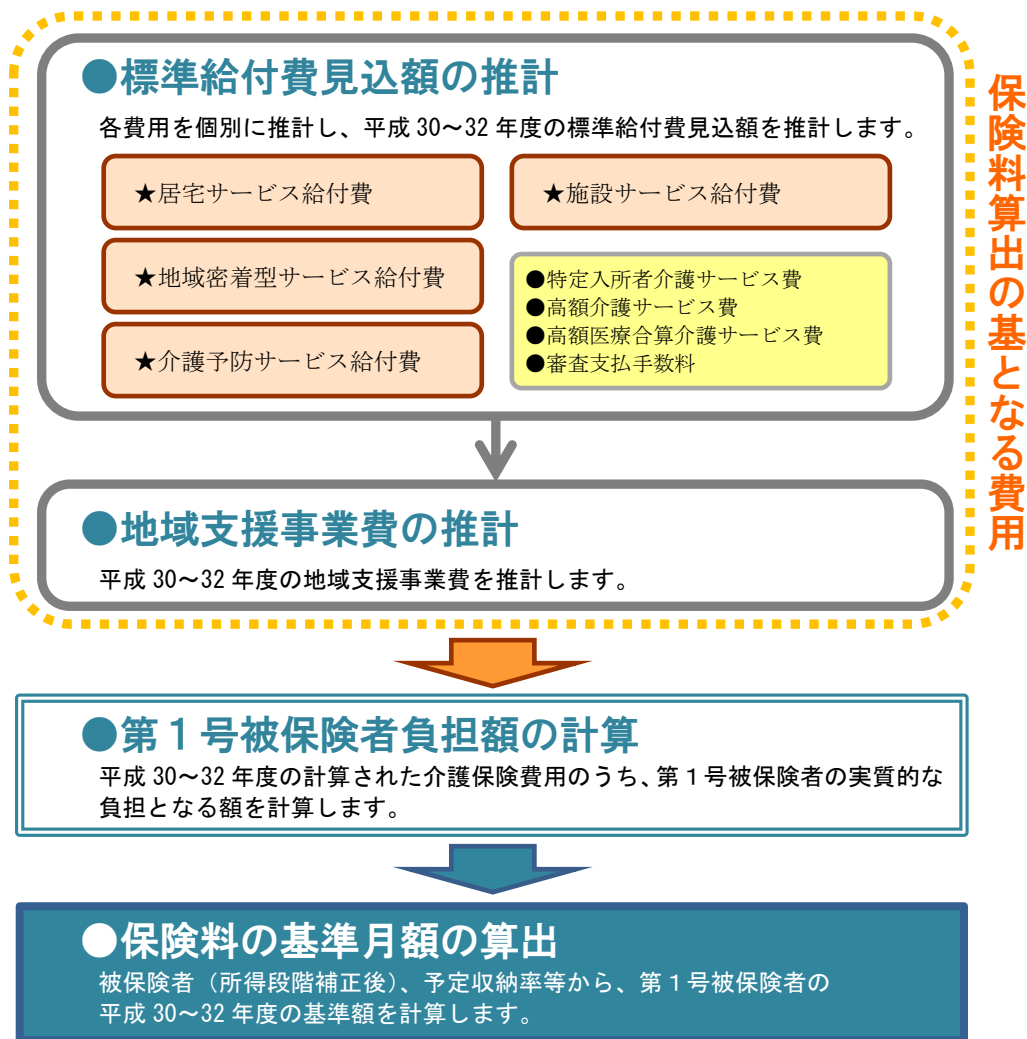 ●標準給付費見込額の推計
各費用を個別に推計し、平成 30～32 年度の標準給付費見込額を推計します。
★居宅サービス給付費
★施設サービス給付費
★地域密着型サービス給付費
●特定入所者介護サービス費
●高額介護サービス費
●高額医療合算介護サービス費
●審査支払手数料
★介護予防サービス給付費
●地域支援事業費の推計
平成 30～32 年度の地域支援事業費を推計します。
保険料算出の基となる費用
●第１号被保険者負担額の計算
平成 30～32 年度の計算された介護保険費用のうち、第１号被保険者の実質的な
負担となる額を計算します。
●保険料の基準月額の算出
被保険者（所得段階補正後）、予定収納率等から、第１号被保険者の
平成 30～32 年度の基準額を計算します。